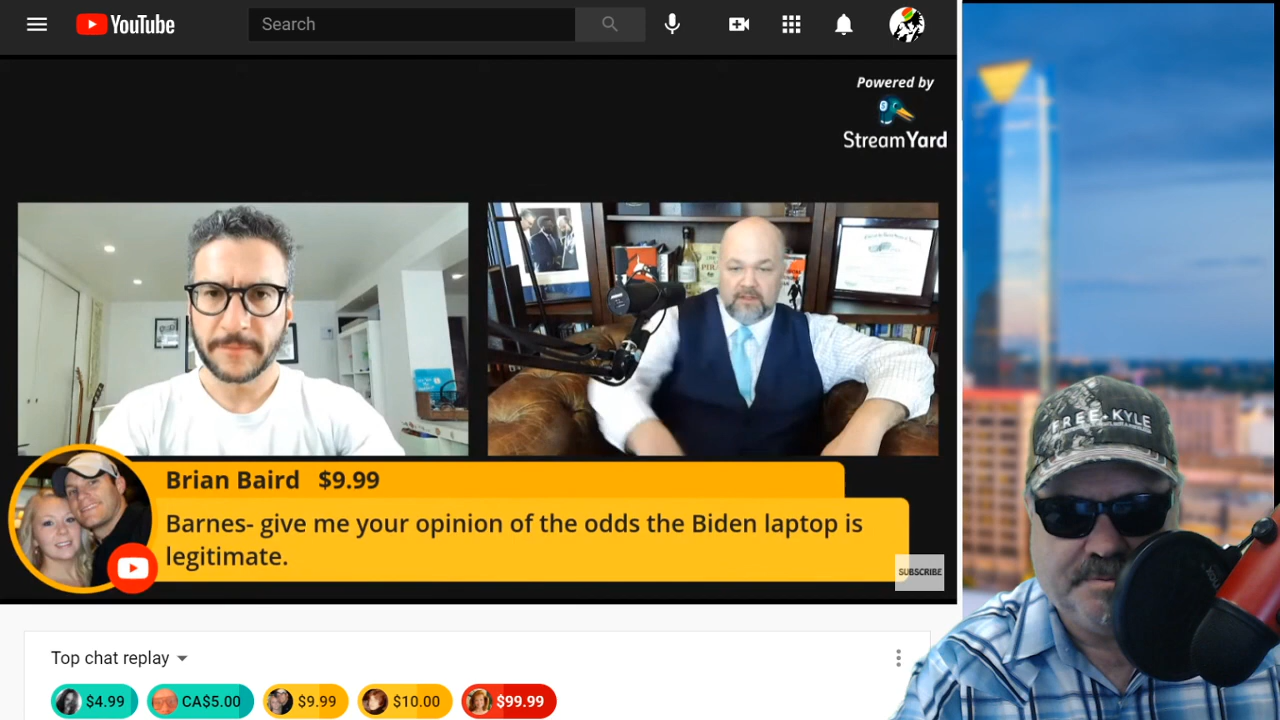 YouTube
Search
Powered by
StreamYard
Brian Baird $9.99
Barnes- give me your opinion of the odds the Biden laptop is
legitimate.
SUBSCRIBE
FREE★KYLE
Top chat replay
$4.99
CA$5.00
$9.99
$10.00
$99.99